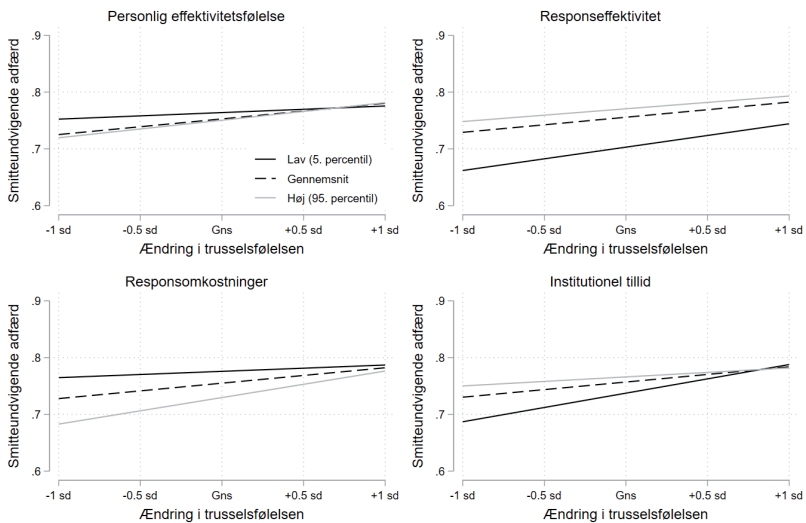 Personlig effektivitetsfølelse
Smitteundvigende adfærd
.9
.8
.7
.6
Lav (5. percentil)
Gennemsnit
Høj (95. percentil)
-1 sd
-0.5 sd
Gns
+0.5 sd
+1 sd
Ændring i trusselsfølelsen
Responseffektivitet
Smitteundvigende adfærd
.9
.8
.7
.6
-1 sd
-0.5 sd
Gns
+0.5 sd
+1 sd
Ændring i trusselsfølelsen
Responsomkostninger
Smitteundvigende adfærd
.9
.8
.7
.6
-1 sd
-0.5 sd
Gns
+0.5 sd
+1 sd
Ændring i trusselsfølelsen
Institutionel tillid
Smitteundvigende adfærd
.9
.8
.7
.6
-1 sd
-0.5 sd
Gns
+0.5 sd
+1 sd
Ændring i trusselsfølelsen